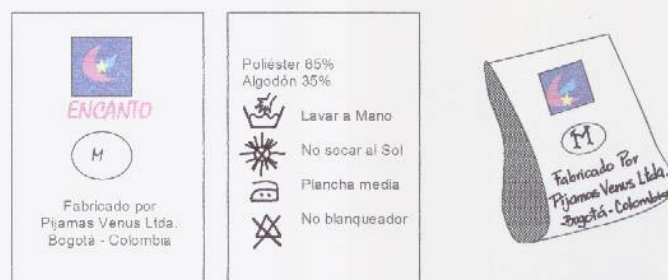 ENCANTO
M
Fabricado por
Pijamas Venus Ltda.
Bogotá - Colombia
Poliéster 65%
Algodón 35%
Lavar a Mano
No secar al Sol
Plancha media
No blanqueador
M
Fabricado Por
Pijamas Venus Ltda.
Bogotá - Colombia